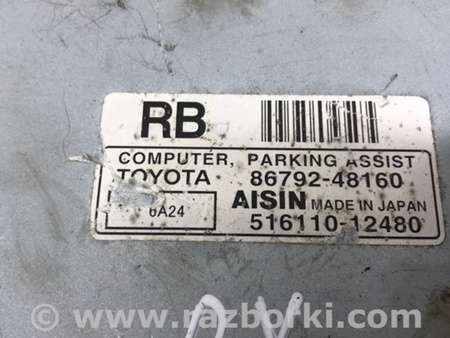 RB
COMPUTER, PARKING ASSIST
TOYOTA 86792-48160
6A24 AISIN MADE IN JAPAN
516110-12480
© www.razborki.com